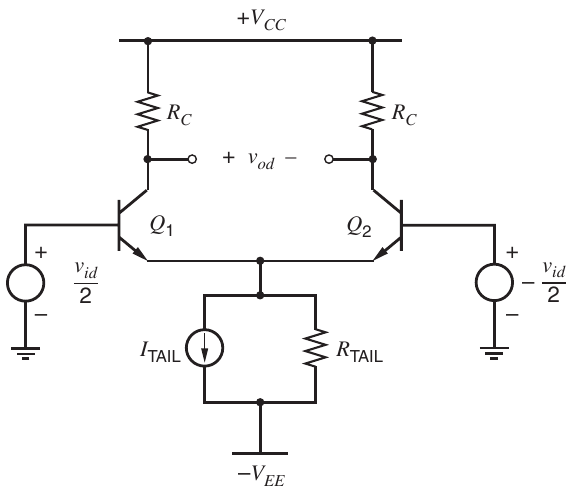 +V_CC
R_C
R_C
+ v_od −
Q_1
Q_2
+
v_id
2
−
+
− v_id
2
−
I_TAIL
R_TAIL
−V_EE